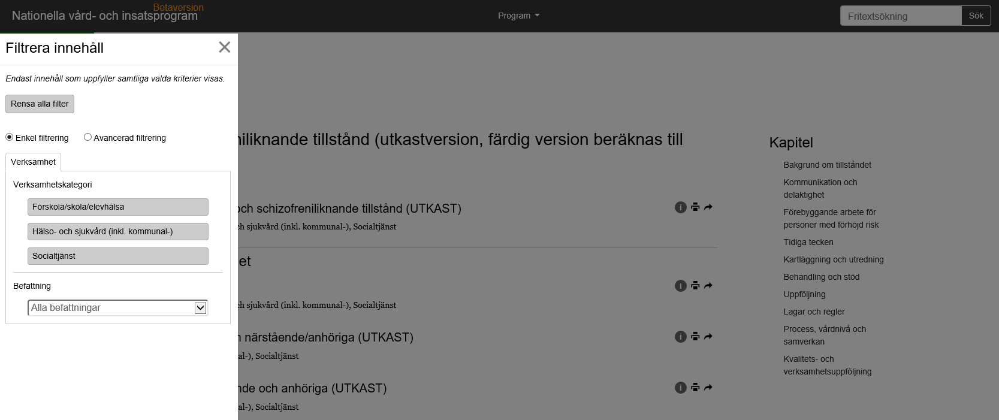 Betaversion
Nationella vård- och insatsprogram
Program
Fritextsökning
Sök
Filtrera innehåll
Endast innehåll som uppfyller samtliga valda kriterier visas.
Rensa alla filter
Enkel filtrering
Avancerad filtrering
Verksamhet
Verksamhetskategori
Förskola/skola/elevhälsa
Hälso- och sjukvård (inkl. kommunal-)
Socialtjänst
Befattning
Alla befattningar
niliknande tillstånd (utkastversion, färdig version beräknas till
och schizofreniliknande tillstånd (UTKAST)
ch sjukvård (inkl. kommunal-), Socialtjänst
et
ch sjukvård (inkl. kommunal-), Socialtjänst
närstående/anhöriga (UTKAST)
al-), Socialtjänst
nde och anhöriga (UTKAST)
al-), Socialtjänst
Kapitel
Bakgrund om tillståndet
Kommunikation och
delaktighet
Förebyggande arbete för
personer med förhöjd risk
Tidiga tecken
Kartläggning och utredning
Behandling och stöd
Uppföljning
Lagar och regler
Process, vårdnivå och
samverkan
Kvalitets- och
verksamhetsuppföljning